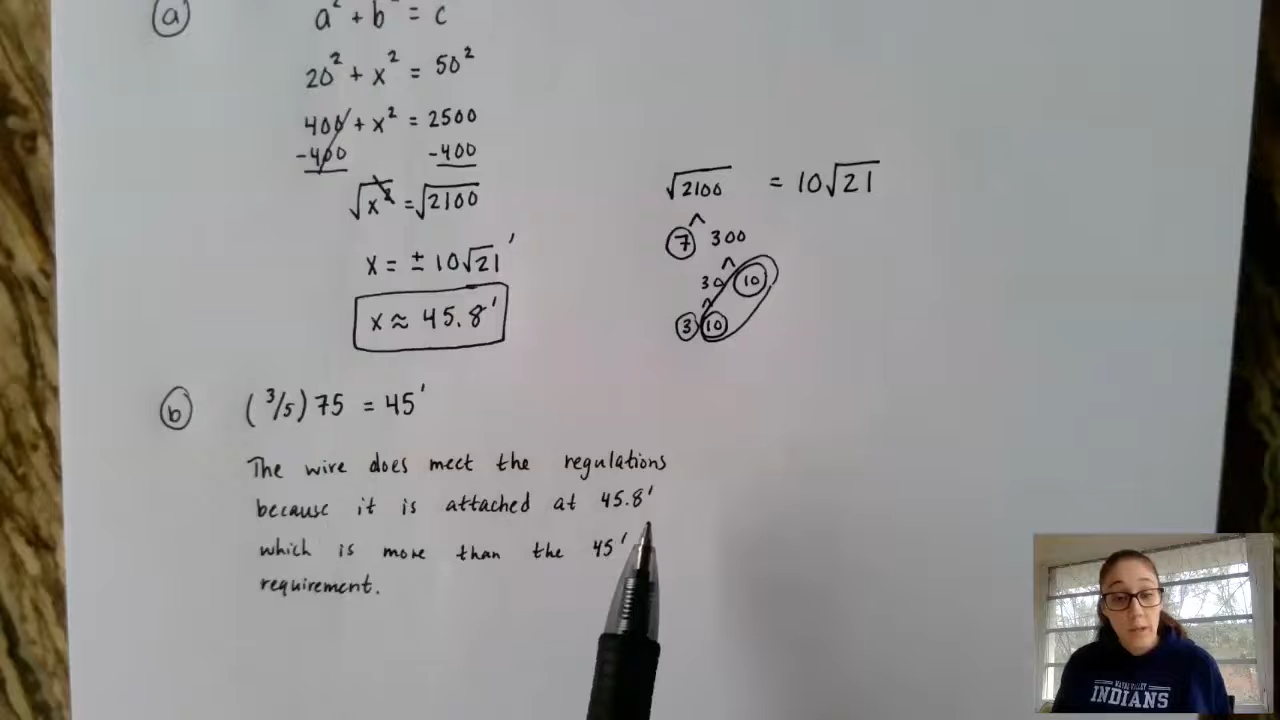 (a) a² + b² = c
20² + x² = 50²
400 + x² = 2500
-400 -400
√x² = √2100
x = ± 10√21'
x ≈ 45.8'
√2100 = 10√21
7 300
30 10
3 10
(b) (3/5) 75 = 45'
The wire does meet the regulations
because it is attached at 45.8'
which is more than the 45'
requirement.
WAYNE VALLEY
INDIANS